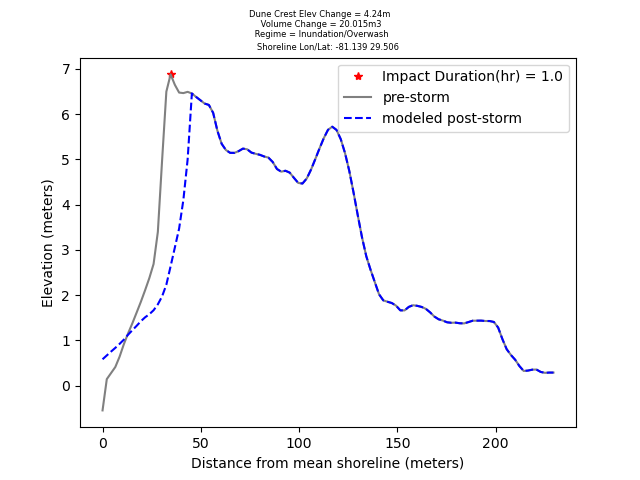 Dune Crest Elev Change = 4.24m
Volume Change = 20.015m3
Regime = Inundation/Overwash
Shoreline Lon/Lat: -81.139 29.506
Impact Duration(hr) = 1.0
pre-storm
modeled post-storm
Elevation (meters)
7
6
5
4
3
2
1
0
0 50 100 150 200
Distance from mean shoreline (meters)